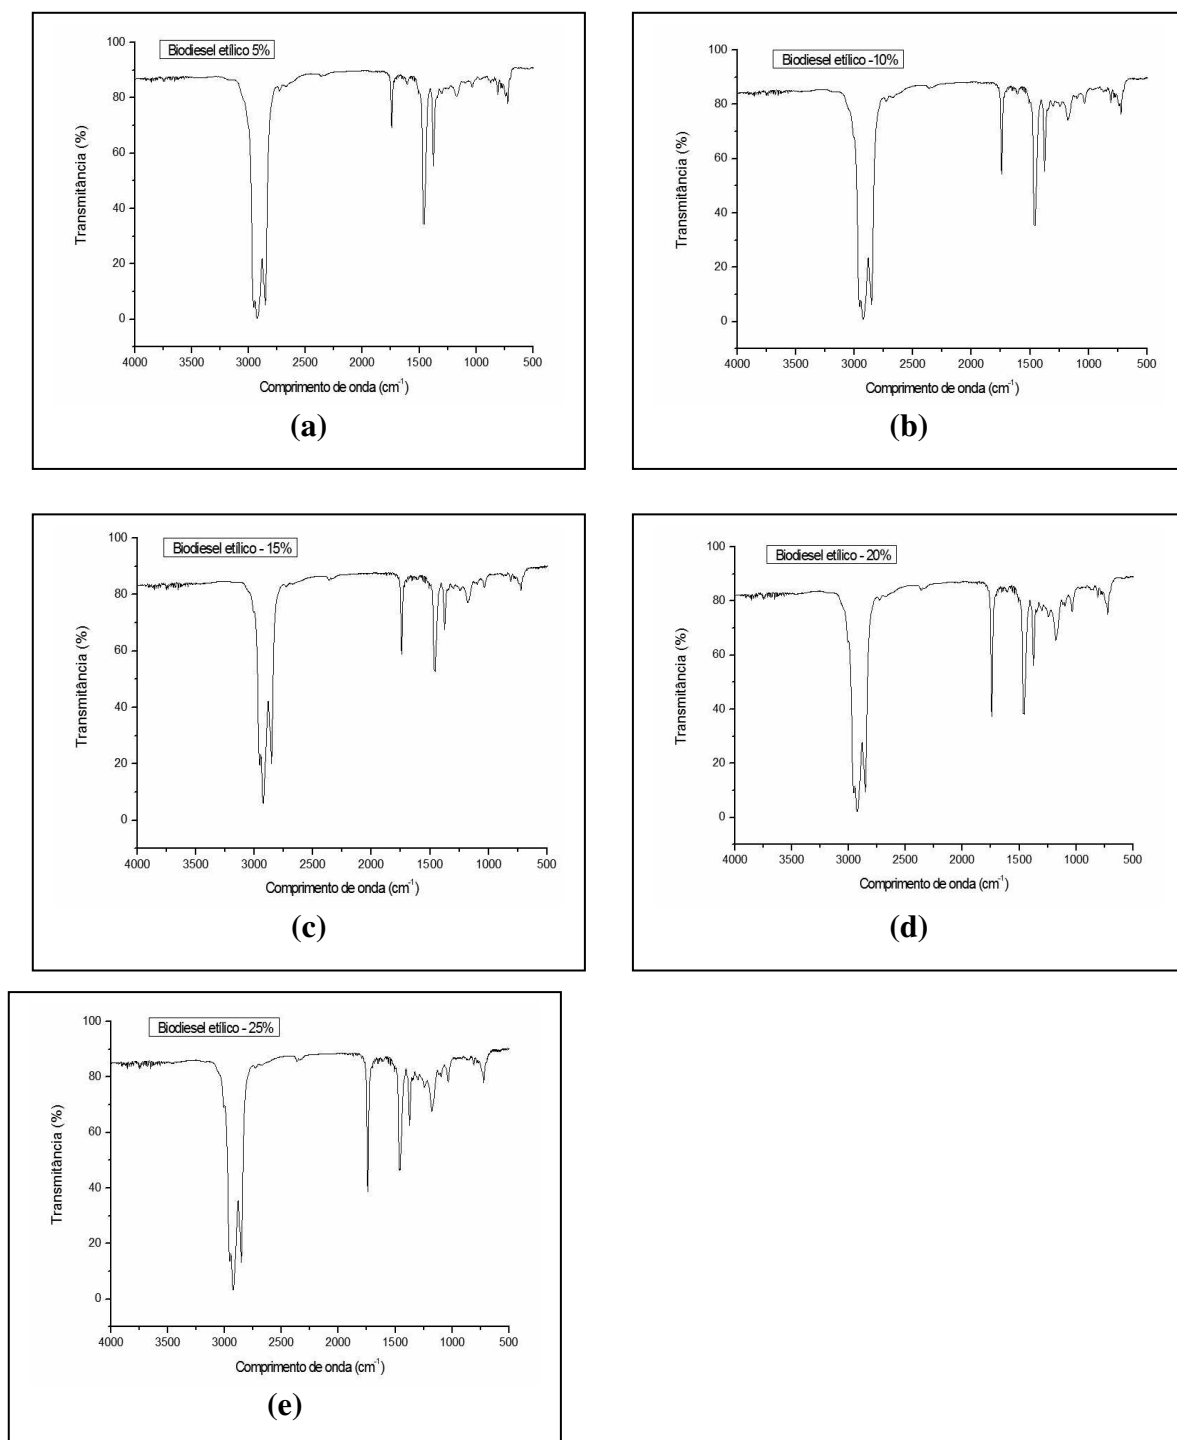 Biodiesel etílico 5%
Transmitância (%)
100
80
60
40
20
0
4000 3500 3000 2500 2000 1500 1000 500
Comprimento de onda (cm-1)
(a)
Biodiesel etílico -10%
Transmitância (%)
100
80
60
40
20
0
4000 3500 3000 2500 2000 1500 1000 500
Comprimento de onda (cm-1)
(b)
Biodiesel etílico - 15%
Transmitância (%)
100
80
60
40
20
0
4000 3500 3000 2500 2000 1500 1000 500
Comprimento de onda (cm-1)
(c)
Biodiesel etílico - 20%
Transmitância (%)
100
80
60
40
20
0
4000 3500 3000 2500 2000 1500 1000 500
Comprimento de onda (cm-1)
(d)
Biodiesel etílico - 25%
Transmitância (%)
100
80
60
40
20
0
4000 3500 3000 2500 2000 1500 1000 500
Comprimento de onda (cm-1)
(e)